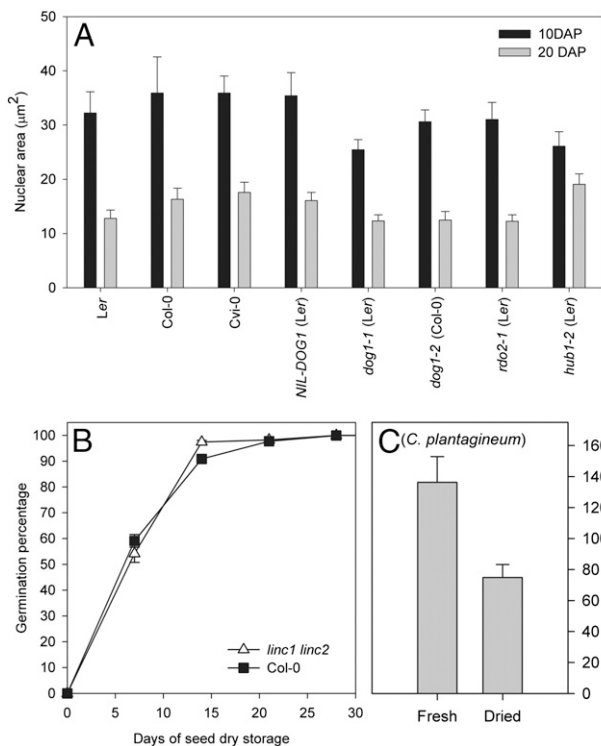 A
10DAP
20 DAP
Nuclear area (µm²)
50
40
30
20
10
0
Ler
Col-0
Cvi-0
NIL-DOG1 (Ler)
dog1-1 (Ler)
dog1-2 (Col-0)
rdo2-1 (Ler)
hub1-2 (Ler)
B
Germination percentage
100
90
80
70
60
50
40
30
20
10
0
linc1 linc2
Col-0
0 5 10 15 20 25 30
Days of seed dry storage
C (C. plantagineum)
140
120
100
80
60
40
20
0
Fresh Dried